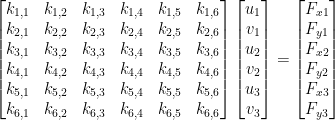 k1,1 k1,2 k1,3 k1,4 k1,5 k1,6 u1 Fx1
k2,1 k2,2 k2,3 k2,4 k2,5 k2,6 v1 Fy1
k3,1 k3,2 k3,3 k3,4 k3,5 k3,6 u2 = Fx2
k4,1 k4,2 k4,3 k4,4 k4,5 k4,6 v2 Fy2
k5,1 k5,2 k5,3 k5,4 k5,5 k5,6 u3 Fx3
k6,1 k6,2 k6,3 k6,4 k6,5 k6,6 v3 Fy3